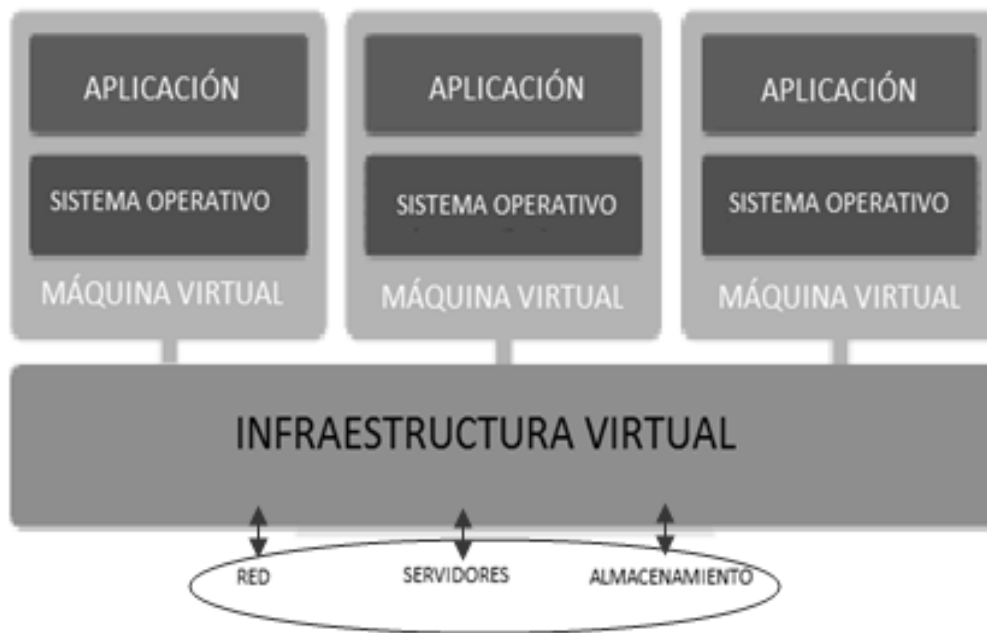 APLICACIÓN
SISTEMA OPERATIVO
MÁQUINA VIRTUAL
APLICACIÓN
SISTEMA OPERATIVO
MÁQUINA VIRTUAL
APLICACIÓN
SISTEMA OPERATIVO
MÁQUINA VIRTUAL
INFRAESTRUCTURA VIRTUAL
RED
SERVIDORES
ALMACENAMIENTO